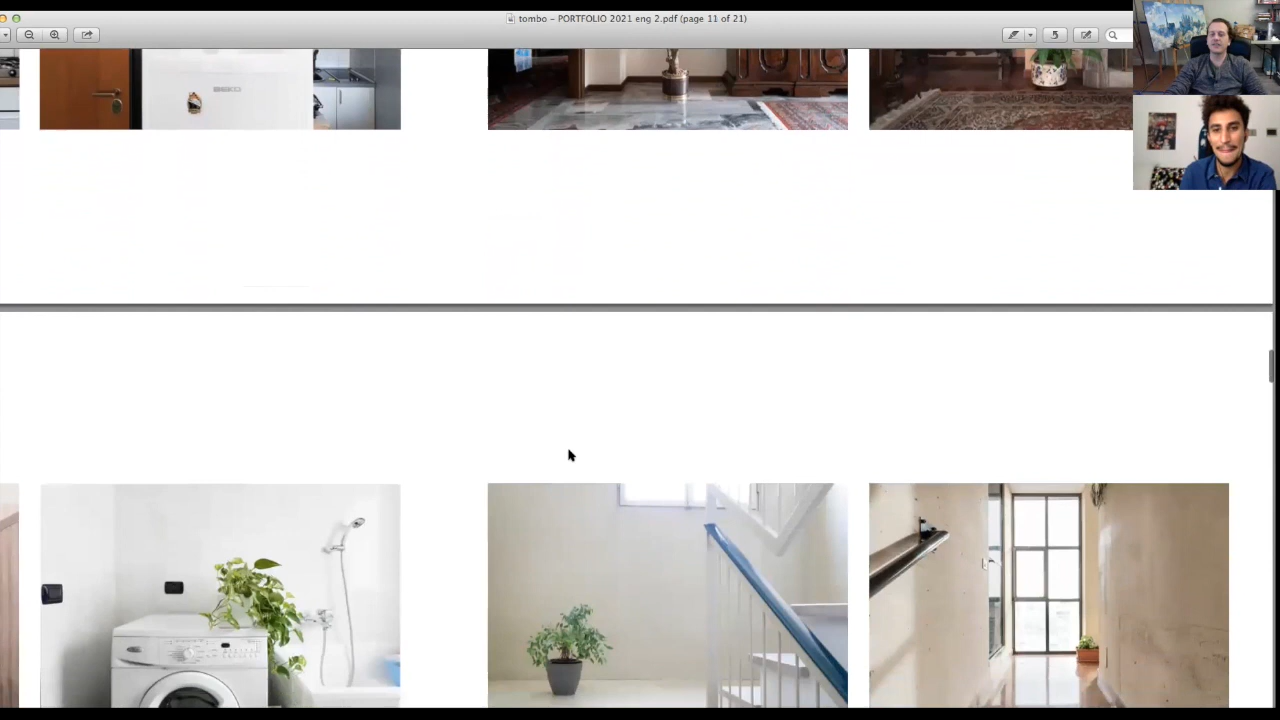 tombo – PORTFOLIO 2021 eng 2.pdf (page 11 of 21)